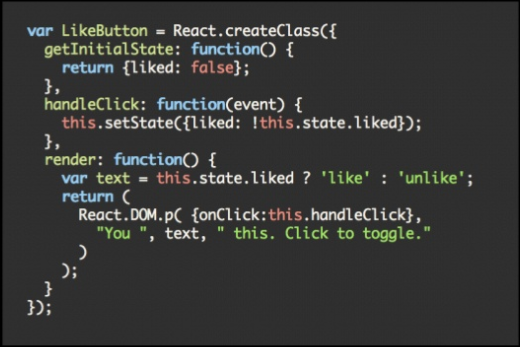 var LikeButton = React.createClass({
  getInitialState: function() {
    return {liked: false};
  },
  handleClick: function(event) {
    this.setState({liked: !this.state.liked});
  },
  render: function() {
    var text = this.state.liked ? 'like' : 'unlike';
    return (
      React.DOM.p( {onClick:this.handleClick},
        "You ", text, " this. Click to toggle."
      )
    );
  }
});